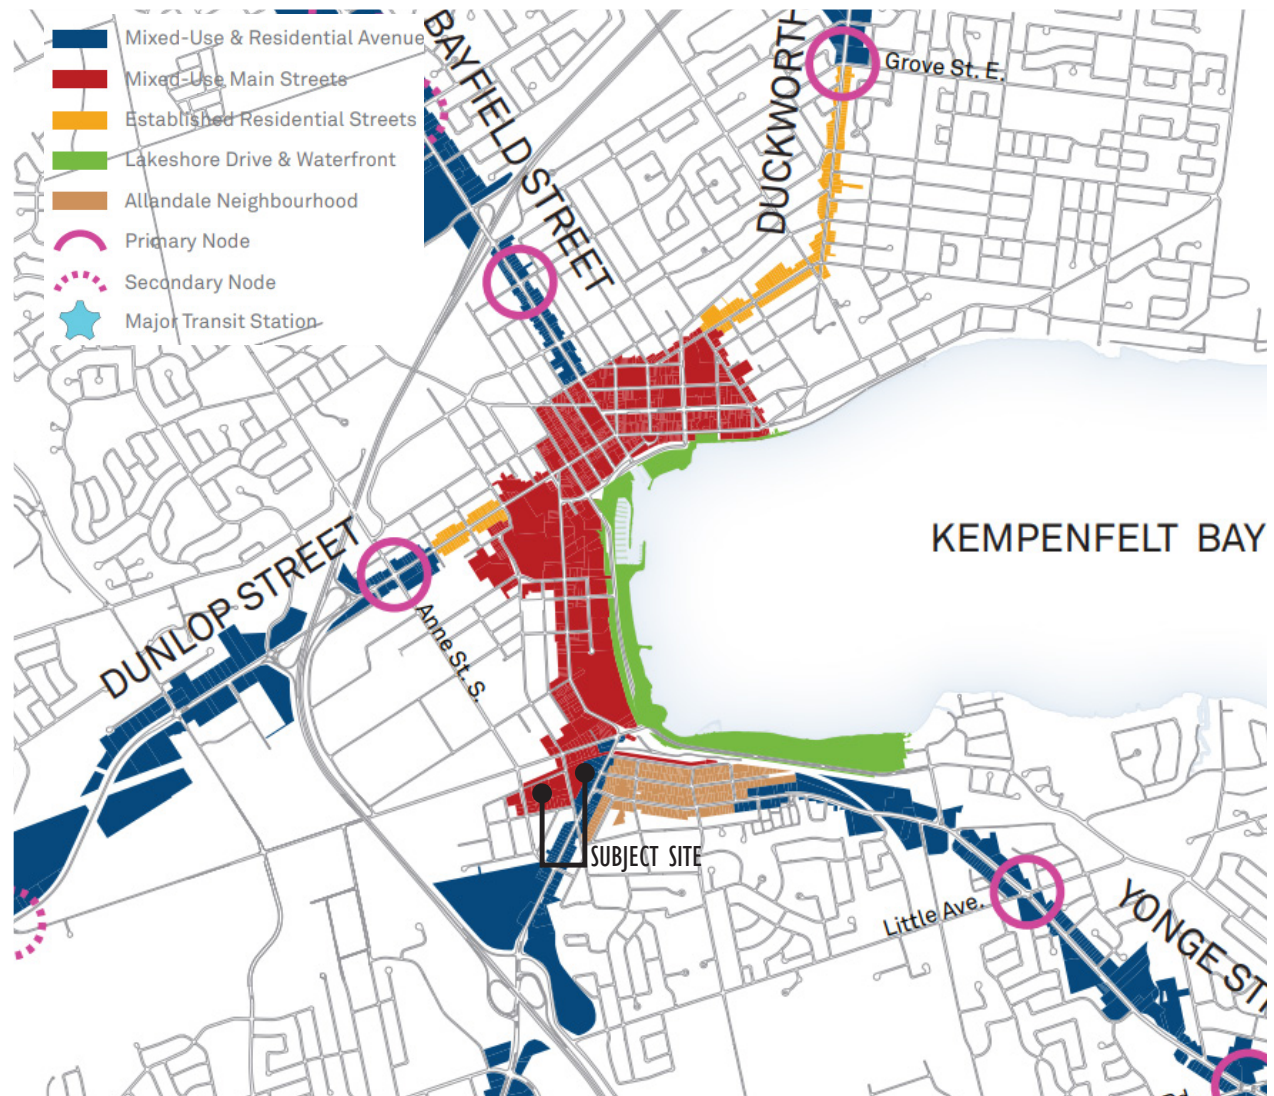 Mixed-Use & Residential Avenue
Mixed-Use Main Streets
Established Residential Streets
Lakeshore Drive & Waterfront
Allandale Neighbourhood
Primary Node
Secondary Node
Major Transit Station
BAYFIELD STREET
DUCKWORTH
Grove St. E.
KEMPENFELT BAY
DUNLOP STREET
Anne St. S.
SUBJECT SITE
Little Ave.
YONGE ST